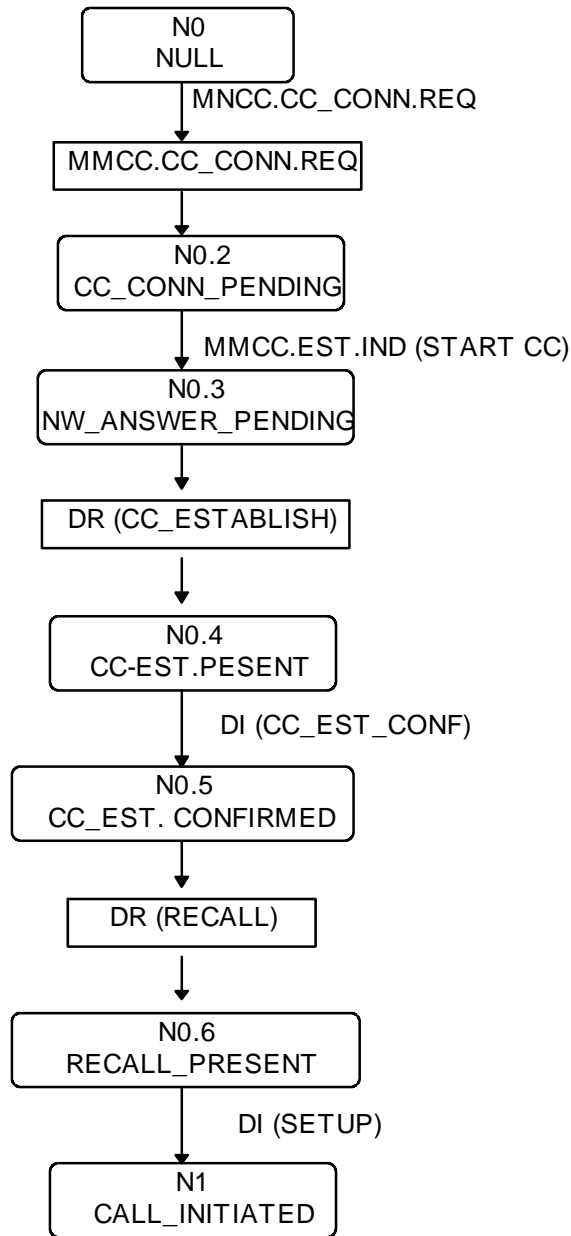 N0
NULL
MNCC.CC_CONN.REQ
MMCC.CC_CONN.REQ
N0.2
CC_CONN_PENDING
MMCC.EST.IND (START CC)
N0.3
NW_ANSWER_PENDING
DR (CC_ESTABLISH)
N0.4
CC-EST.PESENT
DI (CC_EST_CONF)
N0.5
CC_EST. CONFIRMED
DR (RECALL)
N0.6
RECALL_PRESENT
DI (SETUP)
N1
CALL_INITIATED